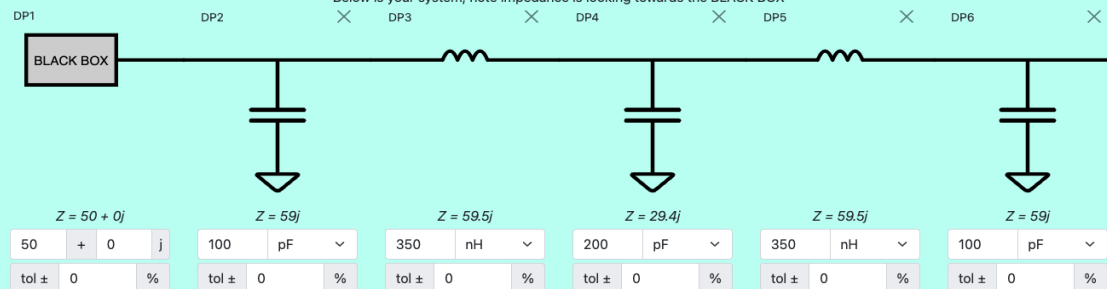 Below is your system, note impedance is looking towards the BLACK BOX
DP1
DP2
DP3
DP4
DP5
DP6
BLACK BOX
Z = 50 + 0j
Z = 59j
Z = 59.5j
Z = 29.4j
Z = 59.5j
Z = 59j
50 + 0 j
100 pF
350 nH
200 pF
350 nH
100 pF
tol ± 0 %
tol ± 0 %
tol ± 0 %
tol ± 0 %
tol ± 0 %
tol ± 0 %